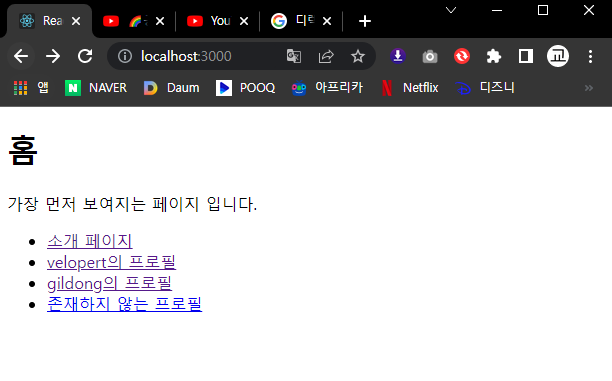 Rea
You
디럭
localhost:3000
교
앱 NAVER Daum POOQ 아프리카 Netflix 디즈니
홈
가장 먼저 보여지는 페이지 입니다.
소개 페이지
velopert의 프로필
gildong의 프로필
존재하지 않는 프로필